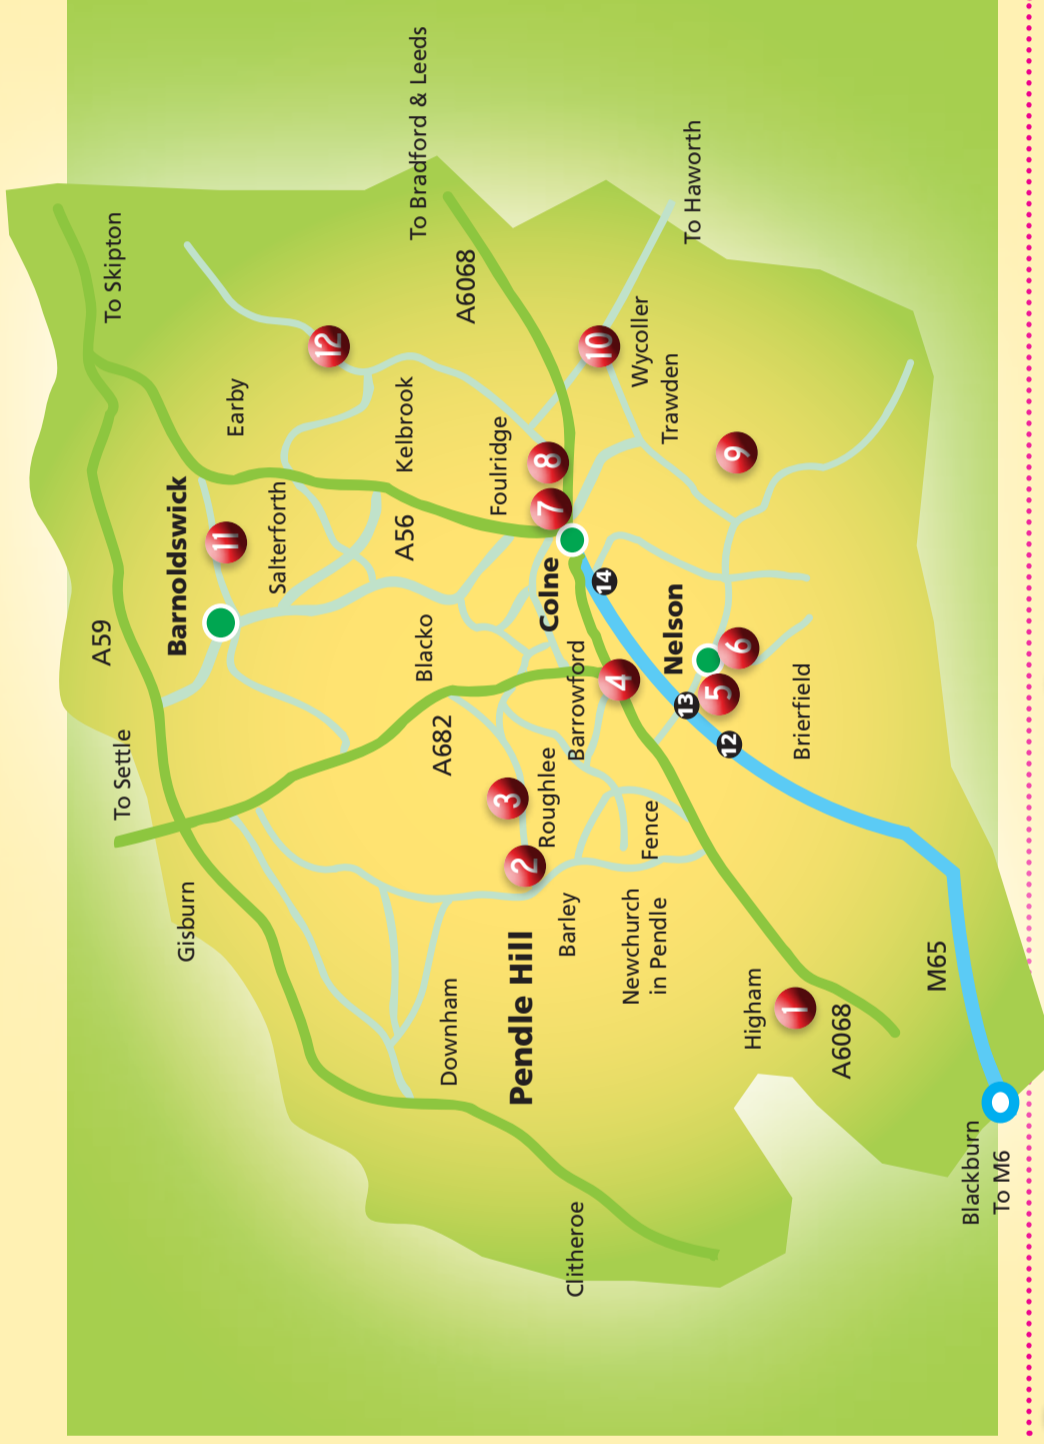 To Settle
A59
To Skipton
Gisburn
Barnoldswick
11
Earby
Salterforth
12
Downham
A682
Blacko
A56
Kelbrook
To Bradford & Leeds
A6068
Pendle Hill
2
3
Roughlee
Foulridge
7
8
Clitheroe
Barley
Barrowford
Colne
4
14
10
Newchurch
in Pendle
Fence
Nelson
Trawden
Wycoller
To Haworth
13
5
6
9
12
Higham
1
A6068
Brierfield
M65
Blackburn
To M6